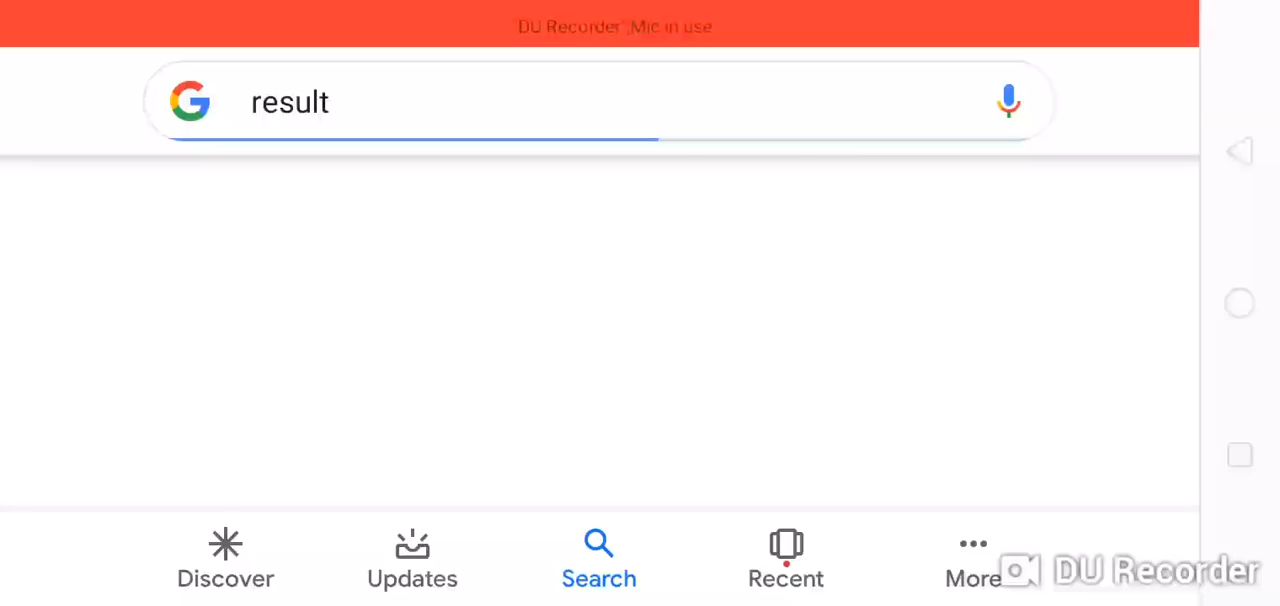 DU Recorder",Mic in use
result
Discover
Updates
Search
Recent
More
DU Recorder